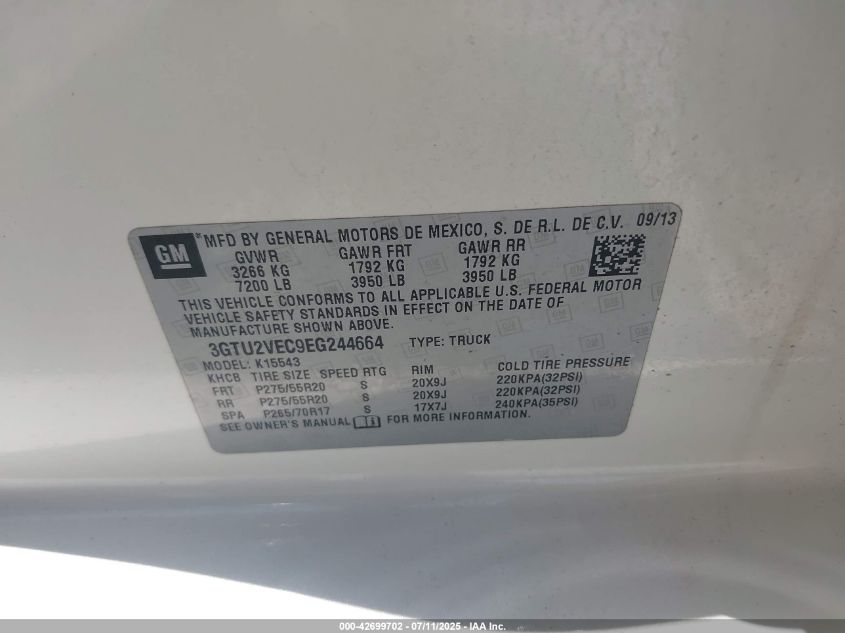 GM
MFD BY GENERAL MOTORS DE MEXICO, S. DE R.L. DE C.V. 09/13
GVWR GAWR FRT GAWR RR
3266 KG 1792 KG 1792 KG
7200 LB 3950 LB 3950 LB
THIS VEHICLE CONFORMS TO ALL APPLICABLE U.S. FEDERAL MOTOR
VEHICLE SAFETY STANDARDS IN EFFECT ON THE DATE OF
MANUFACTURE SHOWN ABOVE.
3GTU2VEC9EG244664 TYPE: TRUCK
MODEL: K15543
KHCB TIRE SIZE SPEED RTG RIM COLD TIRE PRESSURE
FRT P275/55R20 S 20X9J 220KPA(32PSI)
RR P275/55R20 S 20X9J 220KPA(32PSI)
SPA P265/70R17 S 17X7J 240KPA(35PSI)
SEE OWNER'S MANUAL FOR MORE INFORMATION.
000-42699702 - 07/11/2025 - IAA Inc.